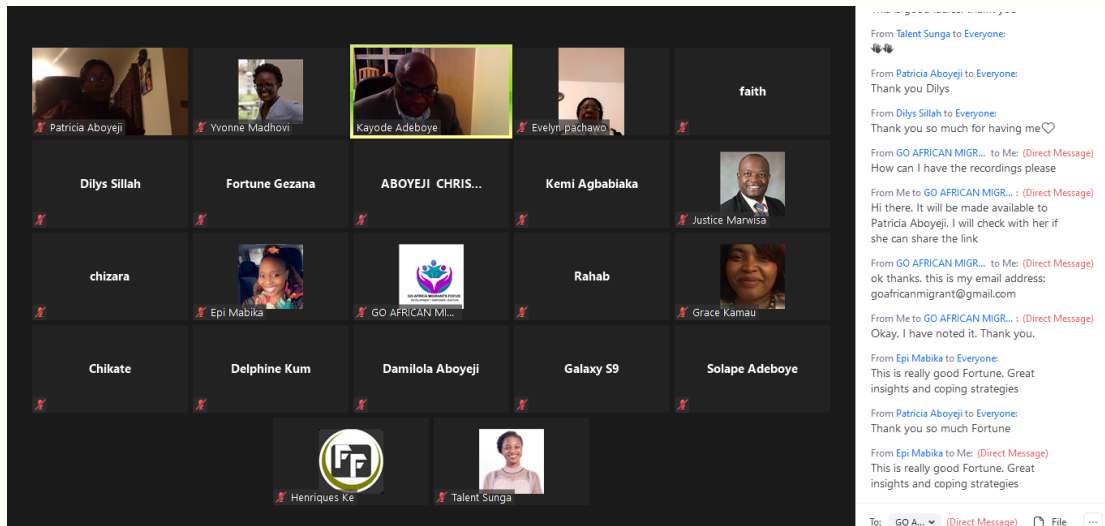 Patricia Aboyeji
Yvonne Madhovi
Kayode Adeboye
Evelyn pachawo
faith
Dilys Sillah
Fortune Gezana
ABOYEJI CHRIS...
Kemi Agbabiaka
Justice Marwisa
chizara
Epi Mabika
GO AFRICA MIGRANTS FOCUS
GO AFRICAN MI...
Rahab
Grace Kamau
Chikate
Delphine Kum
Damilola Aboyeji
Galaxy S9
Solape Adeboye
FF
Henriques Ke
Talent Sunga
From Talent Sunga to Everyone:
From Patricia Aboyeji to Everyone:
Thank you Dilys
From Dilys Sillah to Everyone:
Thank you so much for having me
From GO AFRICAN MIGR... to Me: (Direct Message)
How can I have the recordings please
From Me to GO AFRICAN MIGR... : (Direct Message)
Hi there. It will be made available to
Patricia Aboyeji. I will check with her if
she can share the link
From GO AFRICAN MIGR... to Me: (Direct Message)
ok thanks. this is my email address:
goafricanmigrant@gmail.com
From Me to GO AFRICAN MIGR... : (Direct Message)
Okay, I have noted it. Thank you.
From Epi Mabika to Everyone:
This is really good Fortune. Great
insights and coping strategies
From Patricia Aboyeji to Everyone:
Thank you so much Fortune
From Epi Mabika to Me: (Direct Message)
This is really good Fortune. Great
insights and coping strategies
To: GO A... (Direct Message) File ...